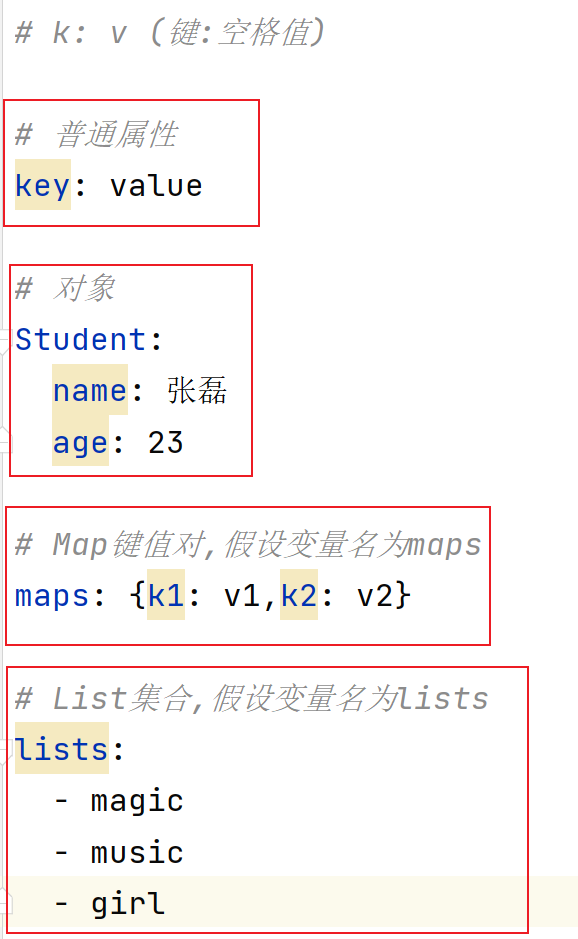 # k: v (键:空格值)
# 普通属性
key: value
# 对象
Student:
  name: 张磊
  age: 23
# Map键值对,假设变量名为maps
maps: {k1: v1,k2: v2}
# List集合,假设变量名为lists
lists:
  - magic
  - music
  - girl